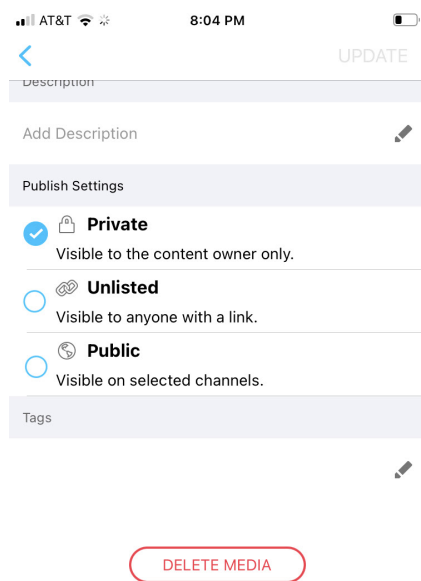 AT&T
8:04 PM
UPDATE
Description
Add Description
Publish Settings
Private
Visible to the content owner only.
Unlisted
Visible to anyone with a link.
Public
Visible on selected channels.
Tags
DELETE MEDIA